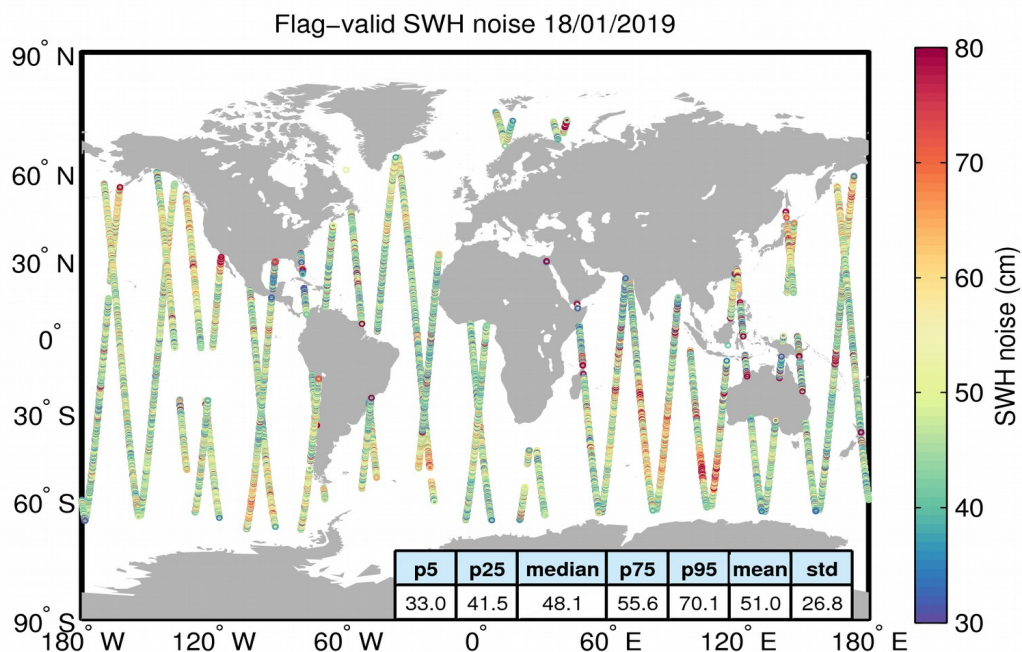 Flag−valid SWH noise 18/01/2019
90° N
60° N
30° N
0°
30° S
60° S
90° S
180° W
120° W
60° W
0°
60° E
120° E
180° E
p5 p25 median p75 p95 mean std
33.0 41.5 48.1 55.6 70.1 51.0 26.8
80
70
60
50
40
30
SWH noise (cm)